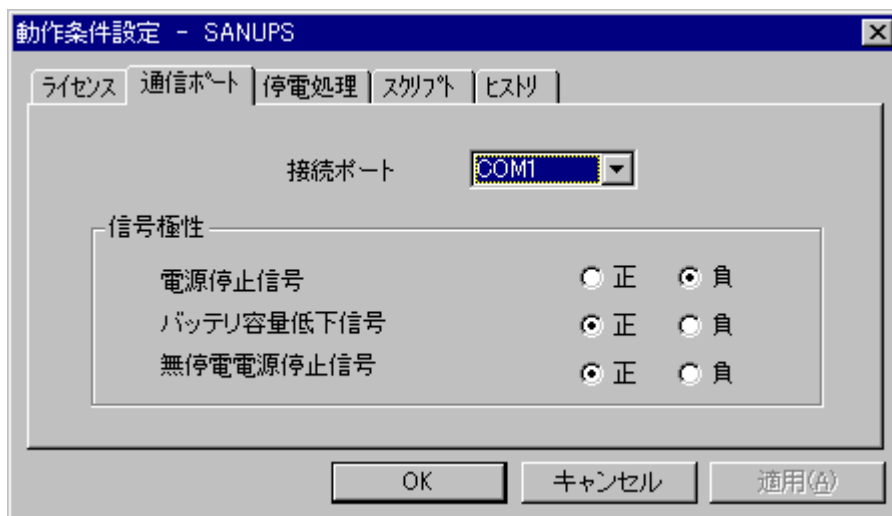 動作条件設定 － SANUPS
ライセンス 通信ポート 停電処理 スクリプト ヒストリ
接続ポート COM1
信号極性
電源停止信号 正 負
バッテリ容量低下信号 正 負
無停電電源停止信号 正 負
OK キャンセル 適用(A)